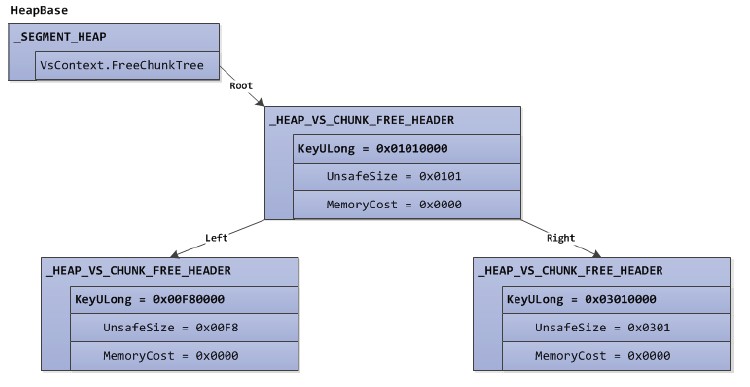 HeapBase
_SEGMENT_HEAP
VsContext.FreeChunkTree
Root
_HEAP_VS_CHUNK_FREE_HEADER
KeyULong = 0x01010000
UnsafeSize = 0x0101
MemoryCost = 0x0000
Left
Right
_HEAP_VS_CHUNK_FREE_HEADER
KeyULong = 0x00F80000
UnsafeSize = 0x00F8
MemoryCost = 0x0000
_HEAP_VS_CHUNK_FREE_HEADER
KeyULong = 0x03010000
UnsafeSize = 0x0301
MemoryCost = 0x0000